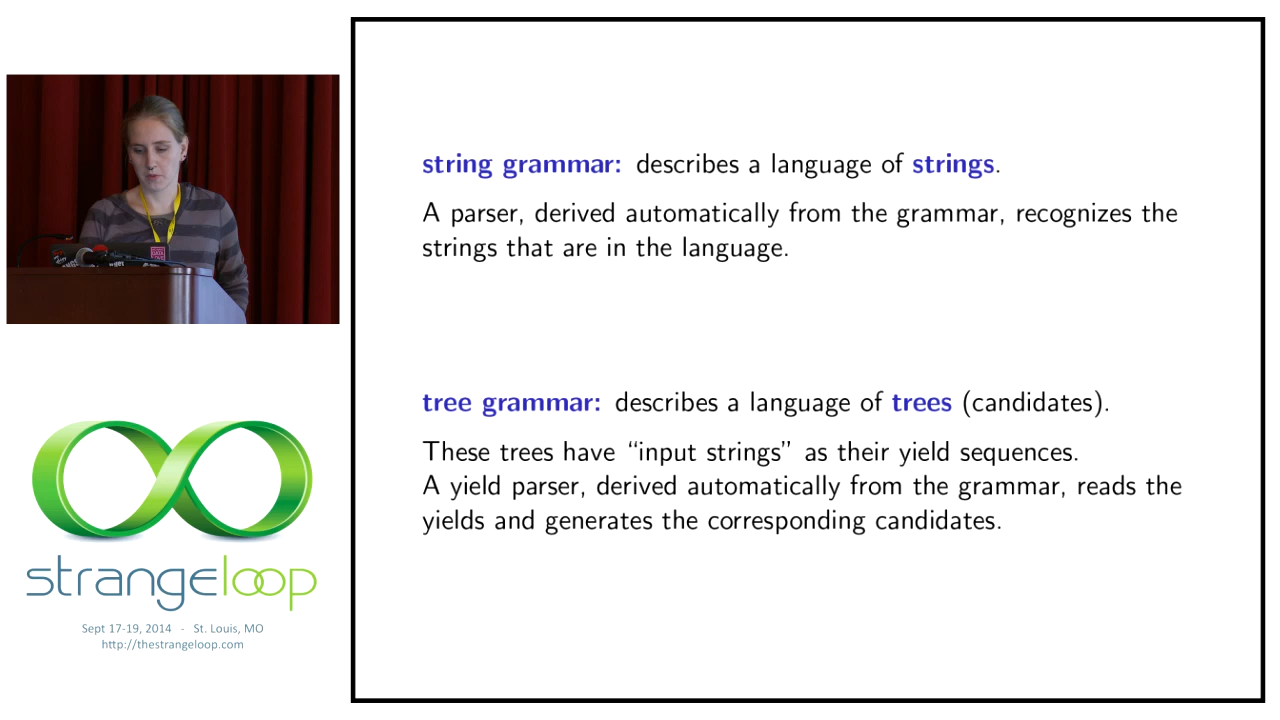 string grammar: describes a language of strings.
A parser, derived automatically from the grammar, recognizes the
strings that are in the language.
tree grammar: describes a language of trees (candidates).
These trees have “input strings” as their yield sequences.
A yield parser, derived automatically from the grammar, reads the
yields and generates the corresponding candidates.
strangeloop
Sept 17-19, 2014 - St. Louis, MO
http://thestrangeloop.com